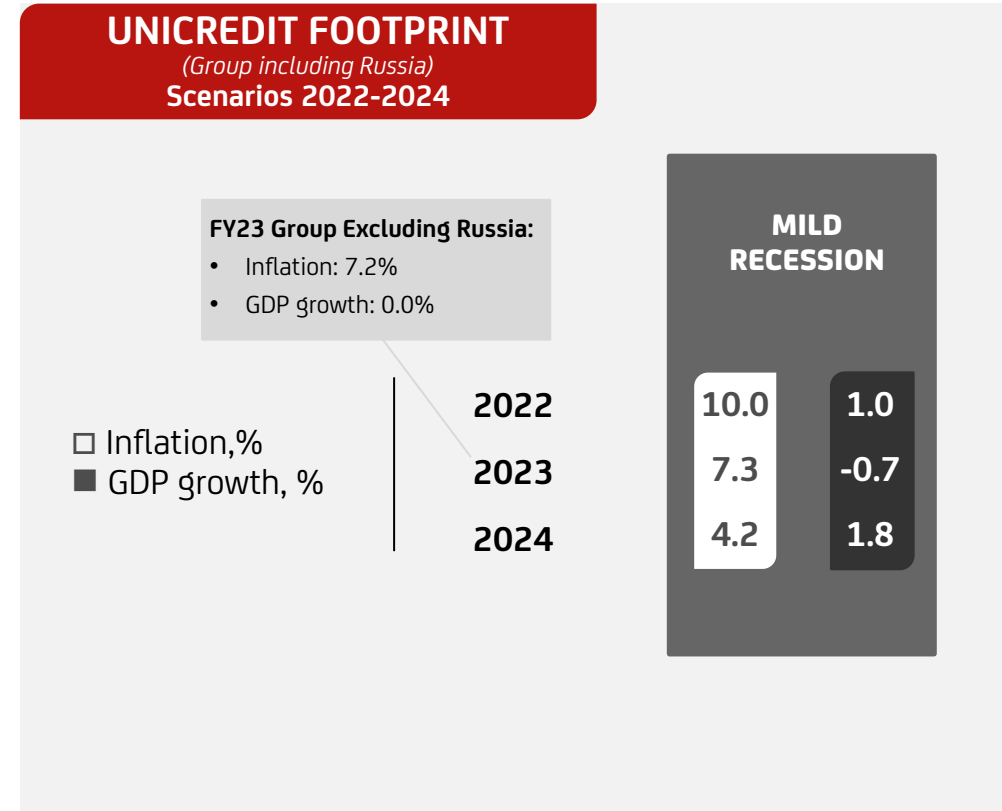 UNICREDIT FOOTPRINT
(Group including Russia)
Scenarios 2022-2024
FY23 Group Excluding Russia:
• Inflation: 7.2%
• GDP growth: 0.0%
MILD
RECESSION
Inflation,%
GDP growth, %
2022 10.0 1.0
2023 7.3 -0.7
2024 4.2 1.8